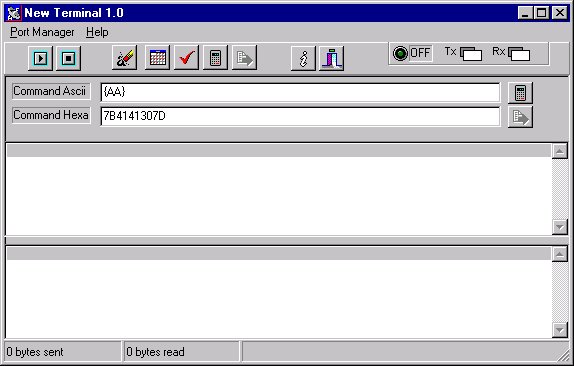 New Terminal 1.0
Port Manager Help
OFF Tx Rx
Command Ascii {AA}
Command Hexa 7B4141307D
0 bytes sent 0 bytes read